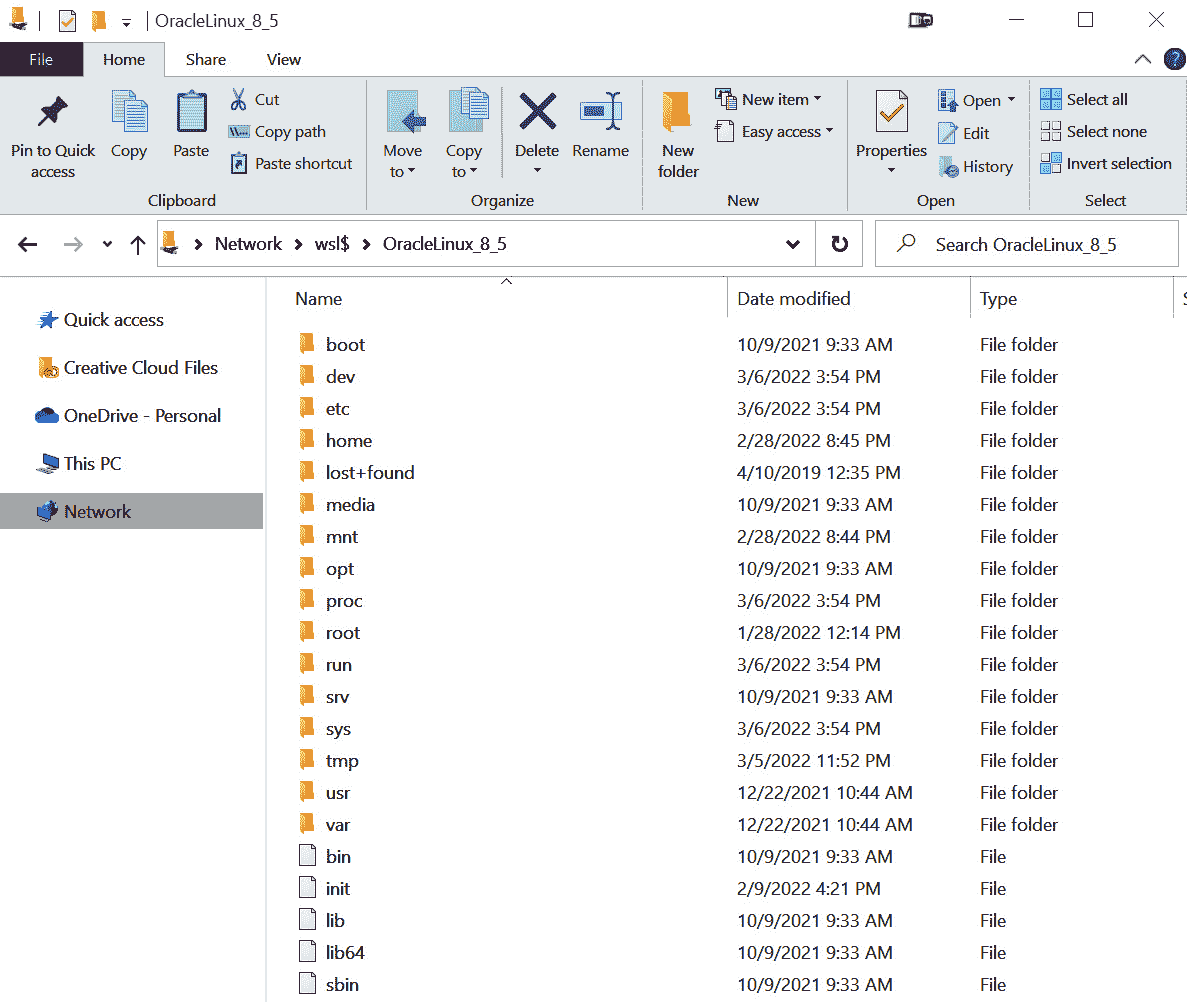 OracleLinux_8_5
File Home Share View
Pin to Quick access
Copy
Paste
Cut
Copy path
Paste shortcut
Clipboard
Move to
Copy to
Delete
Rename
Organize
New folder
New item
Easy access
New
Properties
Open
Edit
History
Open
Select all
Select none
Invert selection
Select
Network wsl$ OracleLinux_8_5
Search OracleLinux_8_5
Quick access
Creative Cloud Files
OneDrive - Personal
This PC
Network
Name Date modified Type S
boot 10/9/2021 9:33 AM File folder
dev 3/6/2022 3:54 PM File folder
etc 3/6/2022 3:54 PM File folder
home 2/28/2022 8:45 PM File folder
lost+found 4/10/2019 12:35 PM File folder
media 10/9/2021 9:33 AM File folder
mnt 2/28/2022 8:44 PM File folder
opt 10/9/2021 9:33 AM File folder
proc 3/6/2022 3:54 PM File folder
root 1/28/2022 12:14 PM File folder
run 3/6/2022 3:54 PM File folder
srv 10/9/2021 9:33 AM File folder
sys 3/6/2022 3:54 PM File folder
tmp 3/5/2022 11:52 PM File folder
usr 12/22/2021 10:44 AM File folder
var 12/22/2021 10:44 AM File folder
bin 10/9/2021 9:33 AM File
init 2/9/2022 4:21 PM File
lib 10/9/2021 9:33 AM File
lib64 10/9/2021 9:33 AM File
sbin 10/9/2021 9:33 AM File